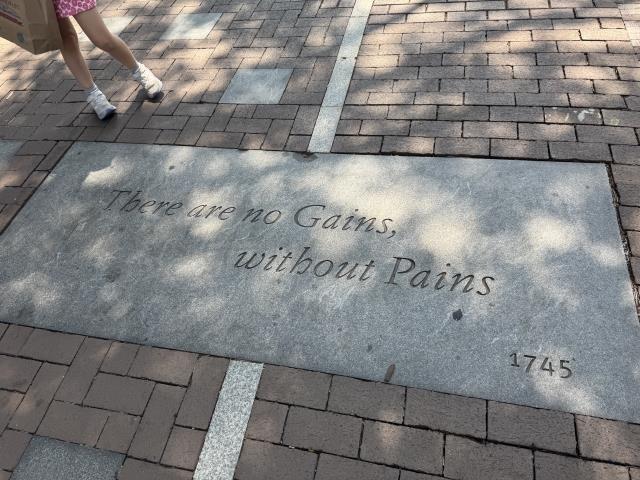 There are no Gains,
without Pains
1745